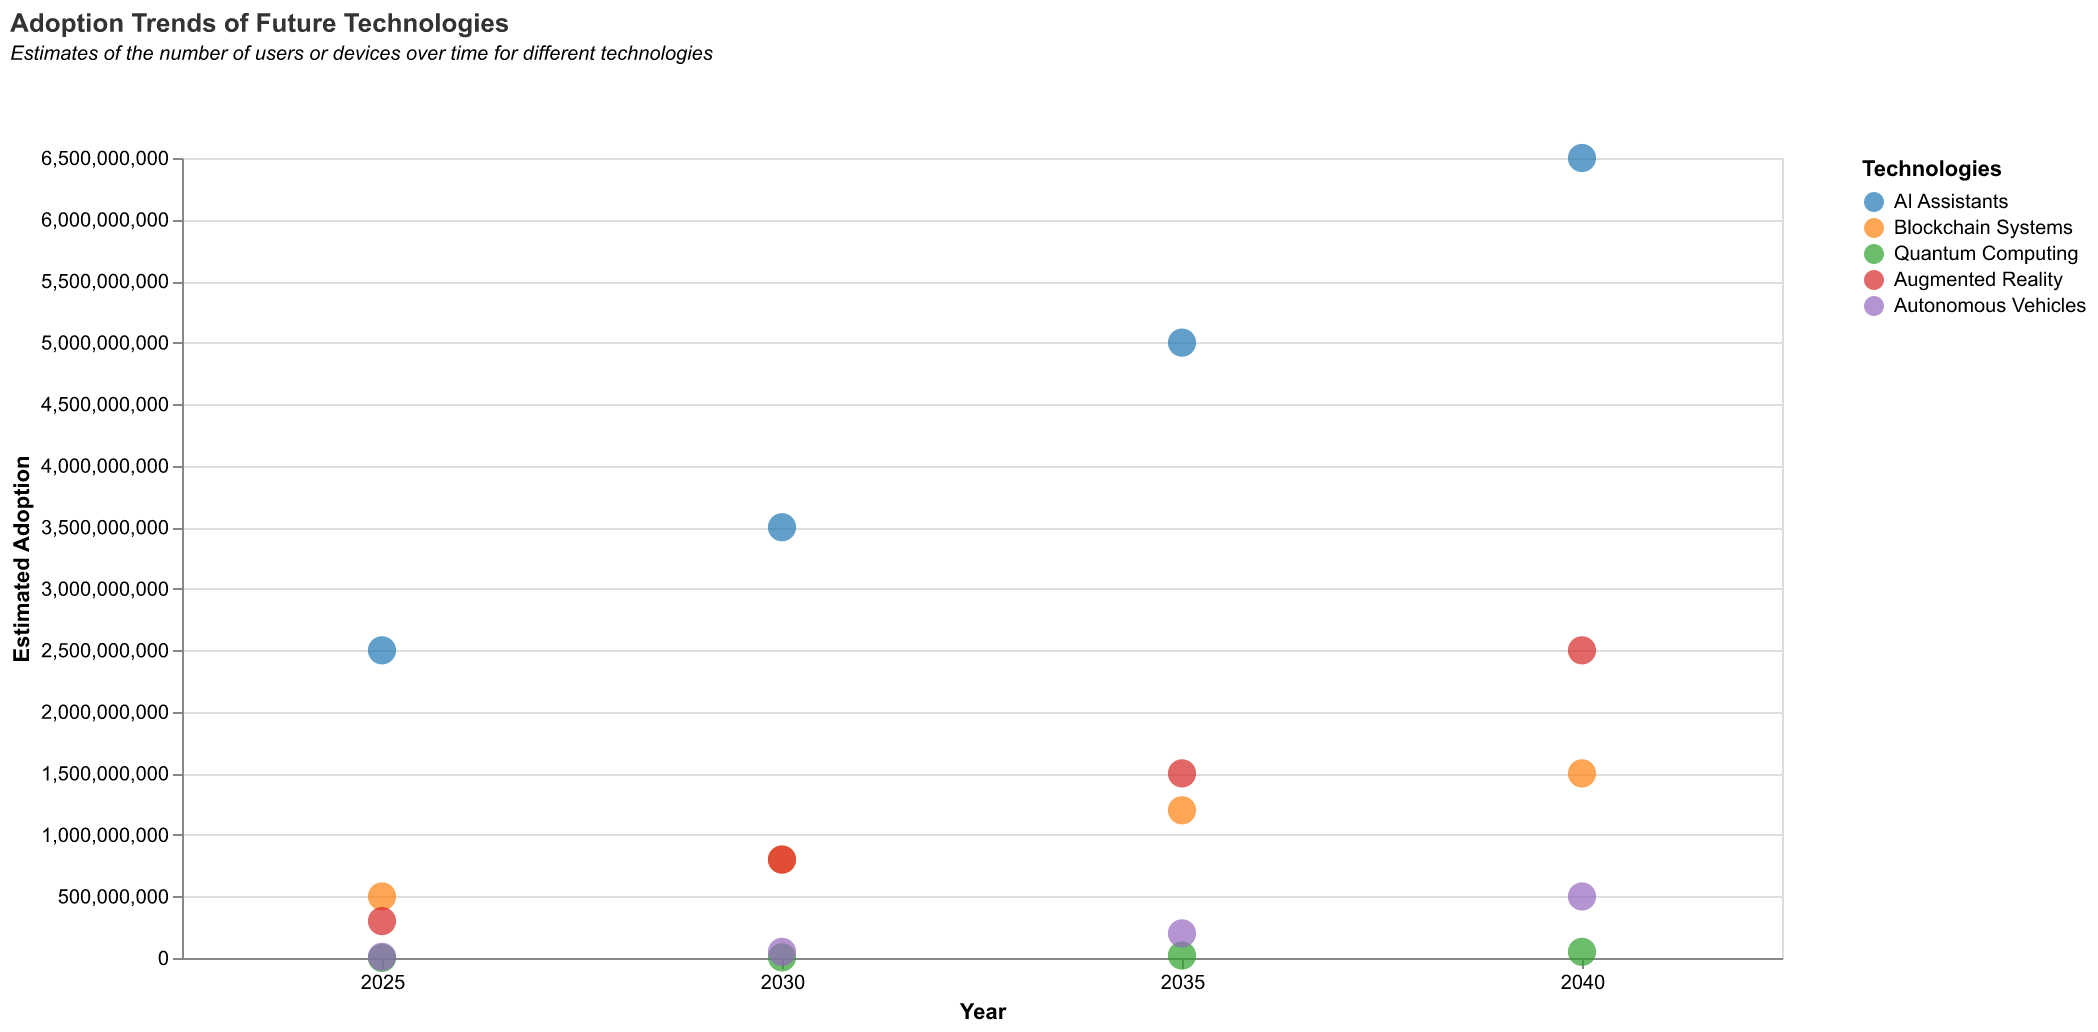 Adoption Trends of Future Technologies
Estimates of the number of users or devices over time for different technologies
6,500,000,000
6,000,000,000
5,500,000,000
5,000,000,000
4,500,000,000
4,000,000,000
3,500,000,000
3,000,000,000
2,500,000,000
2,000,000,000
1,500,000,000
1,000,000,000
500,000,000
0
Estimated Adoption
2025
2030
2035
2040
Year
Technologies
AI Assistants
Blockchain Systems
Quantum Computing
Augmented Reality
Autonomous Vehicles